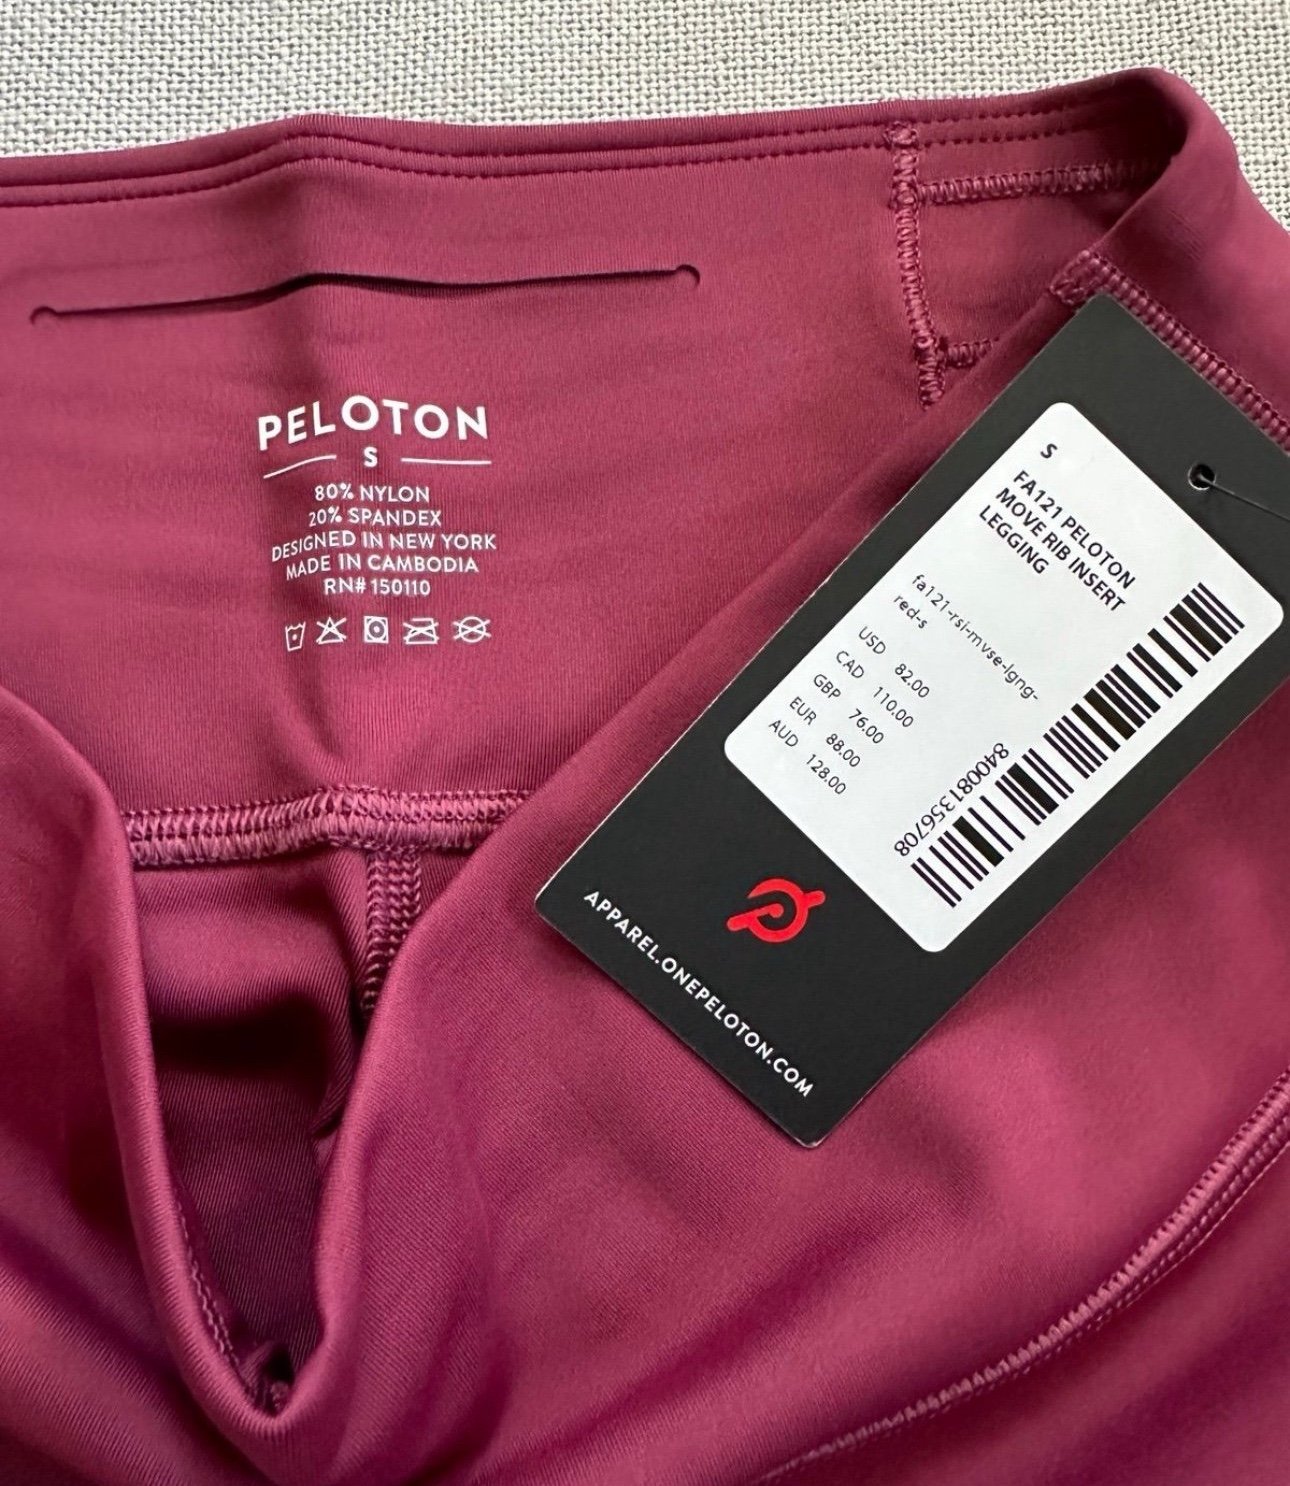 PELOTON
S
80% NYLON
20% SPANDEX
DESIGNED IN NEW YORK
MADE IN CAMBODIA
RN# 150110
S
FA121 PELOTON
MOVE RIB INSERT
LEGGING
fa121-rsi-mvse-lgng-
red-s
USD 82.00
CAD 110.00
GBP 76.00
EUR 88.00
AUD 128.00
840081356708
APPAREL.ONEPELOTON.COM